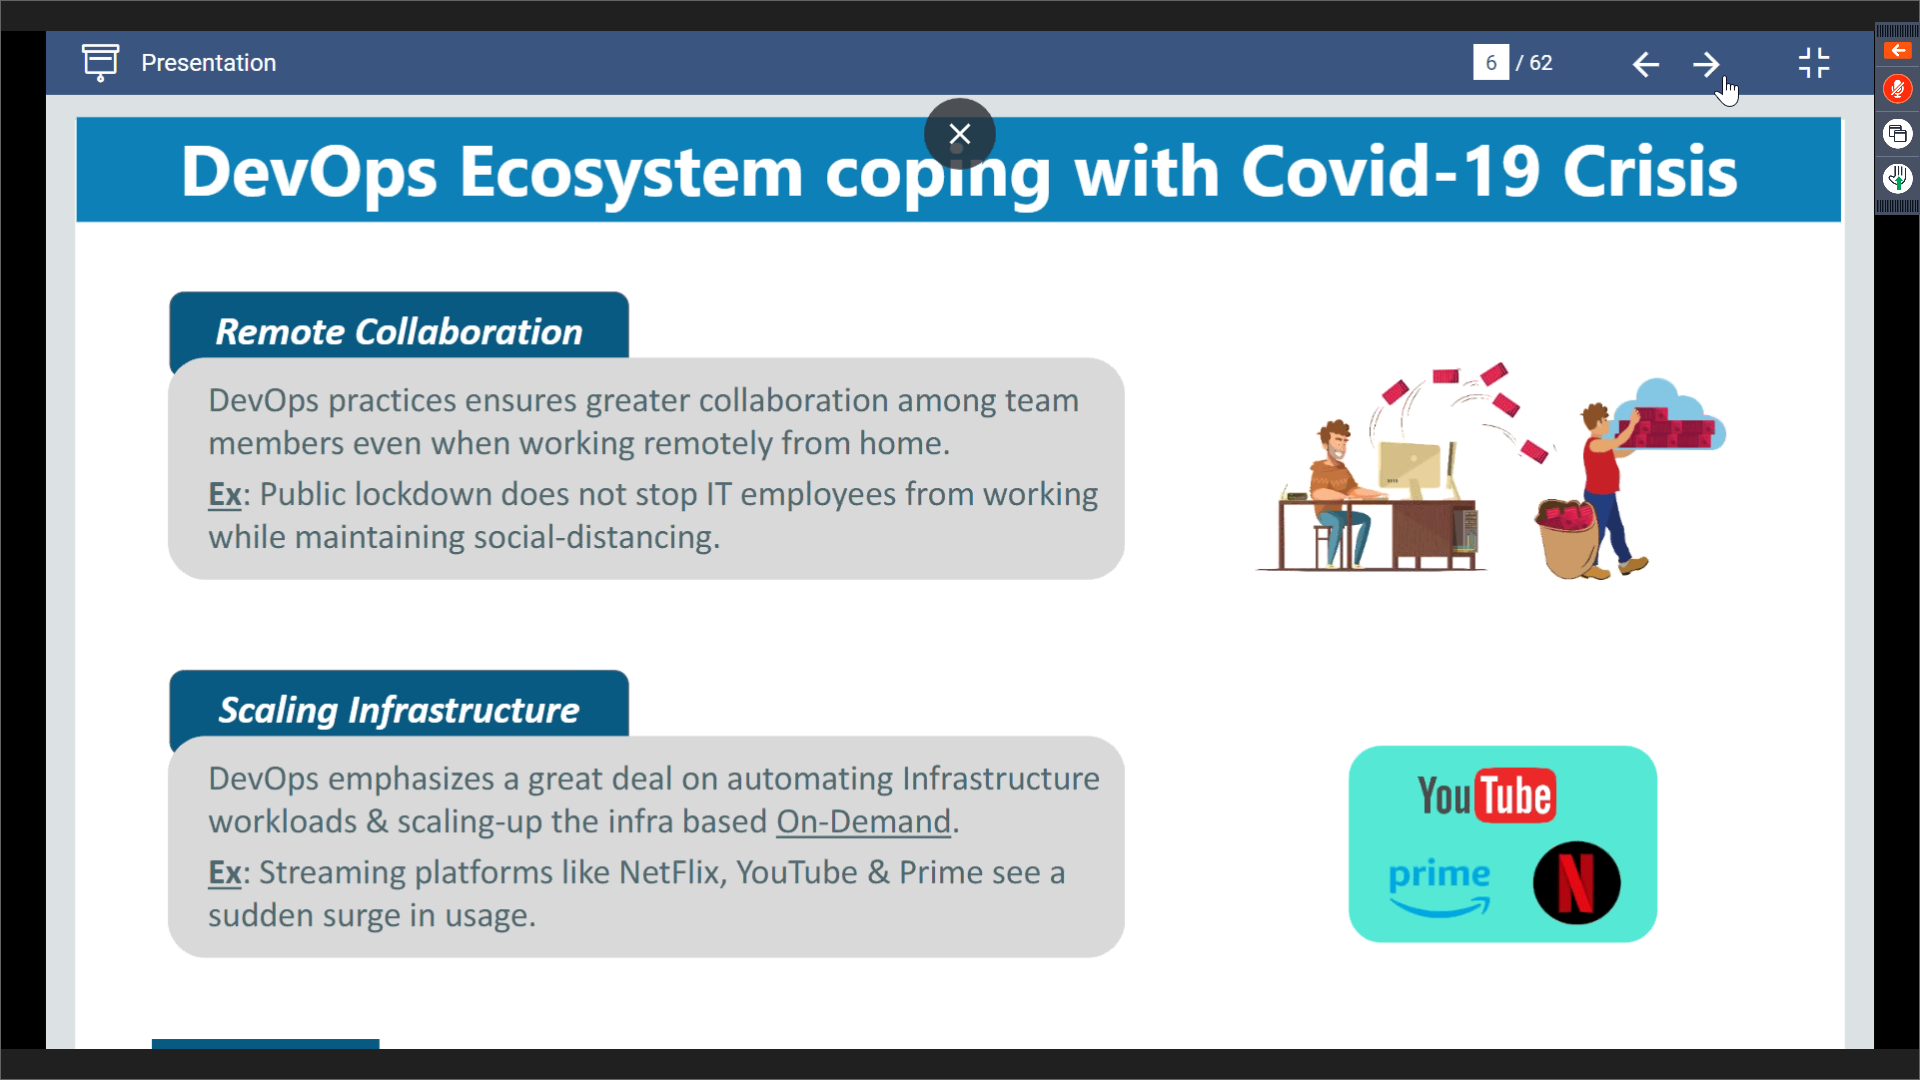 Presentation
6 / 62
DevOps Ecosystem coping with Covid-19 Crisis
Remote Collaboration
DevOps practices ensures greater collaboration among team
members even when working remotely from home.
Ex: Public lockdown does not stop IT employees from working
while maintaining social-distancing.
Scaling Infrastructure
DevOps emphasizes a great deal on automating Infrastructure
workloads & scaling-up the infra based On-Demand.
Ex: Streaming platforms like NetFlix, YouTube & Prime see a
sudden surge in usage.
YouTube
prime
N